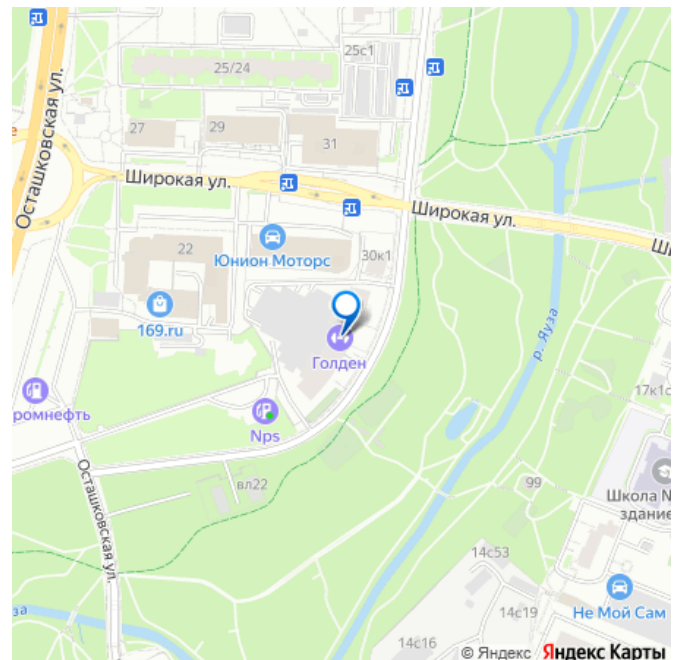 25с1
25/24
Осташковская ул.
27
29
31
Широкая ул.
Широкая ул.
22
Юнион Моторс
30к1
169.ru
Голден
р. Яуза
ромнефть
Nps
17к1с
Осташковская ул.
вл22
99
Школа N
здание
14с53
14с19
Не Мой Сам
14с16
© Яндекс Яндекс Карты